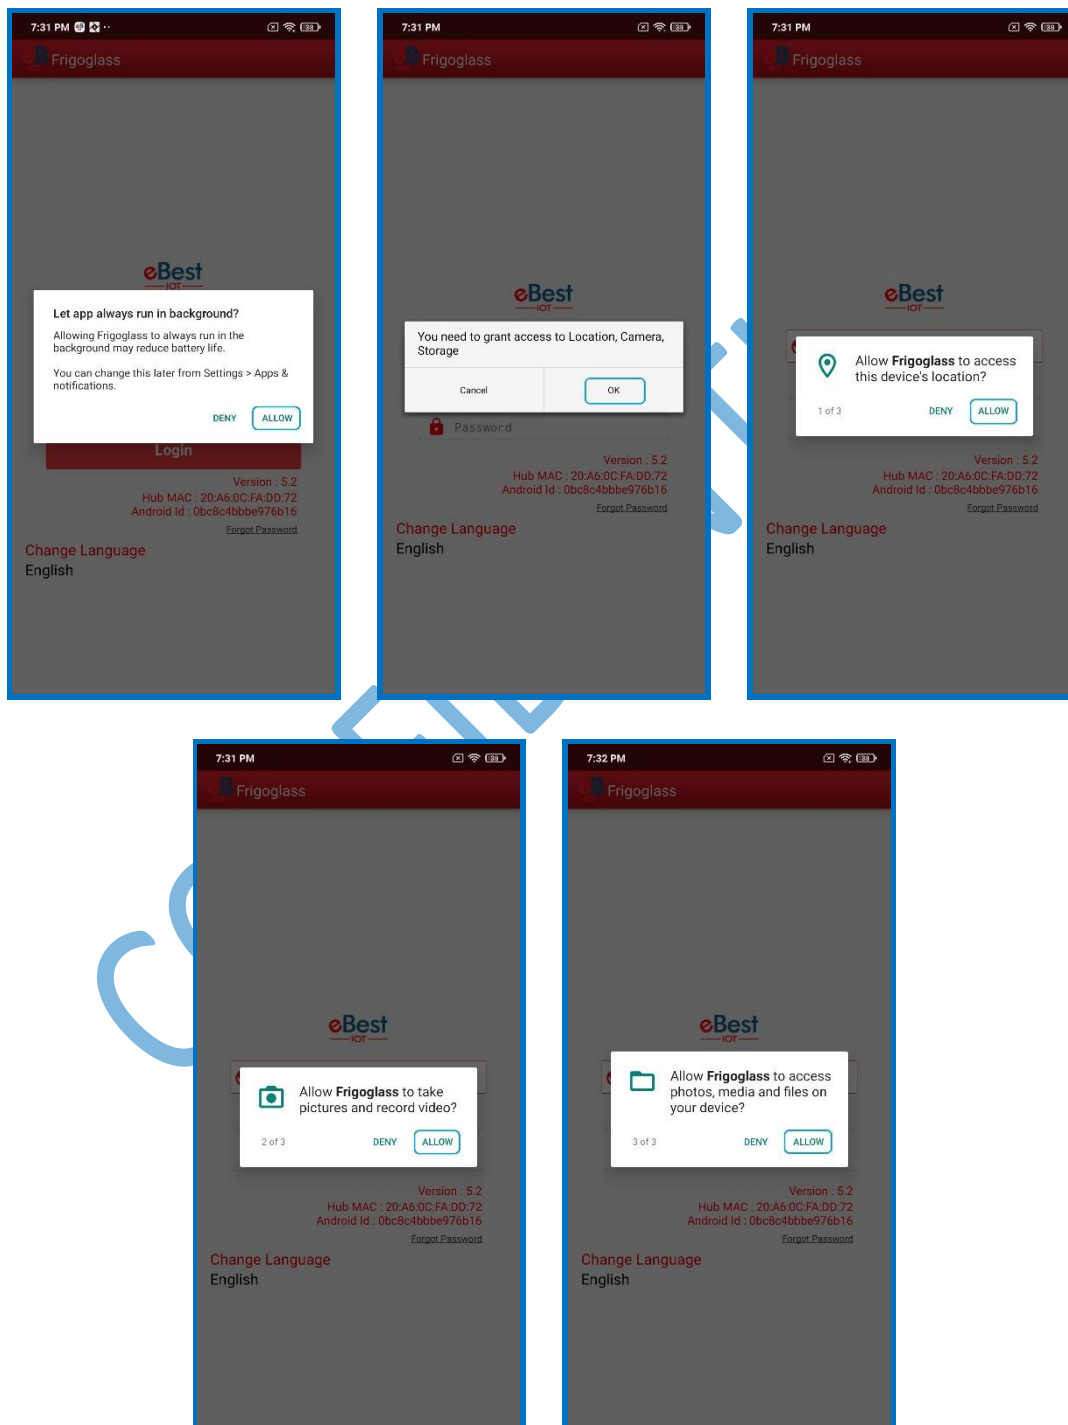 7:31 PM
38
Frigoglass
eBest
IOT
Let app always run in background?
Allowing Frigoglass to always run in the
background may reduce battery life.
You can change this later from Settings > Apps &
notifications.
DENY ALLOW
Login
Version : 5.2
Hub MAC : 20:A6:0C:FA:DD:72
Android Id : 0bc8c4bbbe976b16
Forgot Password
Change Language
English
7:31 PM
38
Frigoglass
eBest
IOT
You need to grant access to Location, Camera,
Storage
Cancel OK
Password
Version : 5.2
Hub MAC : 20:A6:0C:FA:DD:72
Android Id : 0bc8c4bbbe976b16
Forgot Password
Change Language
English
7:31 PM
38
Frigoglass
eBest
IOT
Allow Frigoglass to access
this device's location?
1 of 3 DENY ALLOW
Version : 5.2
Hub MAC : 20:A6:0C:FA:DD:72
Android Id : 0bc8c4bbbe976b16
Forgot Password
Change Language
English
7:31 PM
38
Frigoglass
eBest
IOT
Allow Frigoglass to take
pictures and record video?
2 of 3 DENY ALLOW
Version : 5.2
Hub MAC : 20:A6:0C:FA:DD:72
Android Id : 0bc8c4bbbe976b16
Forgot Password
Change Language
English
7:32 PM
38
Frigoglass
eBest
IOT
Allow Frigoglass to access
photos, media and files on
your device?
3 of 3 DENY ALLOW
Version : 5.2
Hub MAC : 20:A6:0C:FA:DD:72
Android Id : 0bc8c4bbbe976b16
Forgot Password
Change Language
English